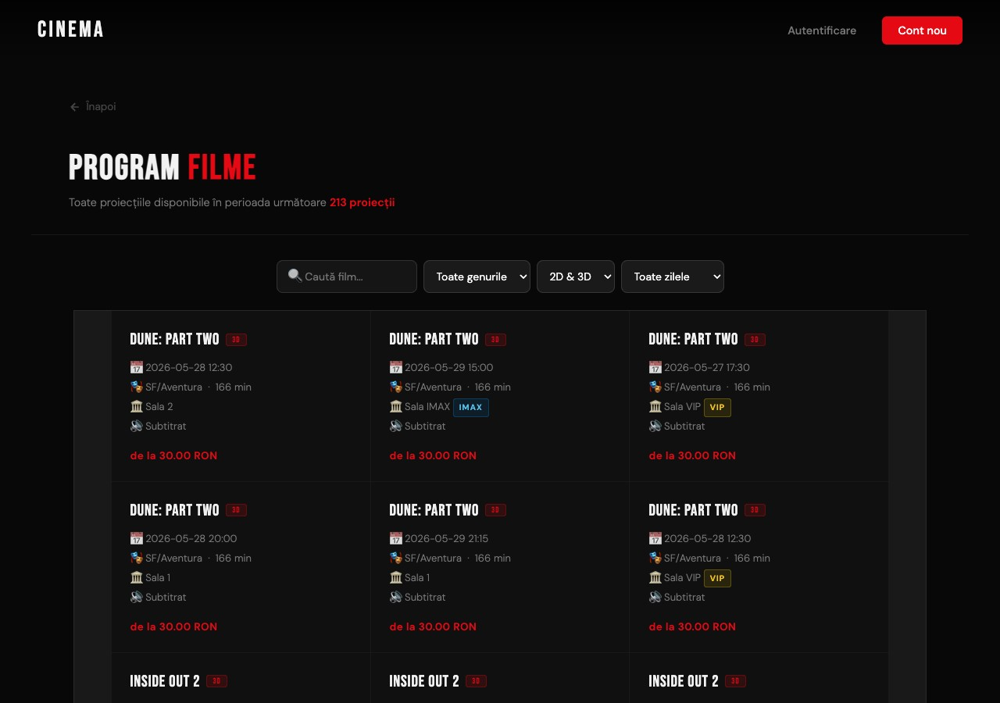 CINEMA
Autentificare
Cont nou
← Înapoi
PROGRAM FILME
Toate proiecțiile disponibile în perioada următoare 213 proiecții
Caută film...
Toate genurile
2D & 3D
Toate zilele
DUNE: PART TWO 3D
2026-05-28 12:30
SF/Aventura · 166 min
Sala 2
Subtitrat
de la 30.00 RON
DUNE: PART TWO 3D
2026-05-29 15:00
SF/Aventura · 166 min
Sala IMAX IMAX
Subtitrat
de la 30.00 RON
DUNE: PART TWO 3D
2026-05-27 17:30
SF/Aventura · 166 min
Sala VIP VIP
Subtitrat
de la 30.00 RON
DUNE: PART TWO 3D
2026-05-28 20:00
SF/Aventura · 166 min
Sala 1
Subtitrat
de la 30.00 RON
DUNE: PART TWO 3D
2026-05-29 21:15
SF/Aventura · 166 min
Sala 1
Subtitrat
de la 30.00 RON
DUNE: PART TWO 3D
2026-05-28 12:30
SF/Aventura · 166 min
Sala VIP VIP
Subtitrat
de la 30.00 RON
INSIDE OUT 2 3D
INSIDE OUT 2 3D
INSIDE OUT 2 3D